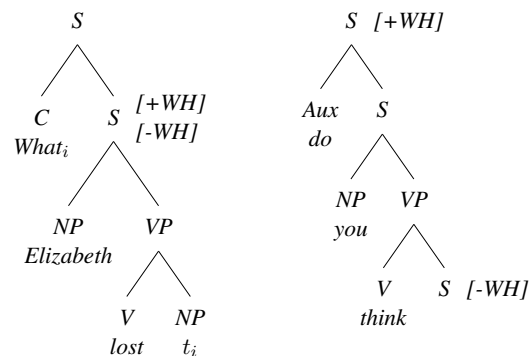 S S [+WH]
C S [+WH] Aux S
What_i [-WH] do
NP VP NP VP
Elizabeth you
V NP V S [-WH]
lost t_i think